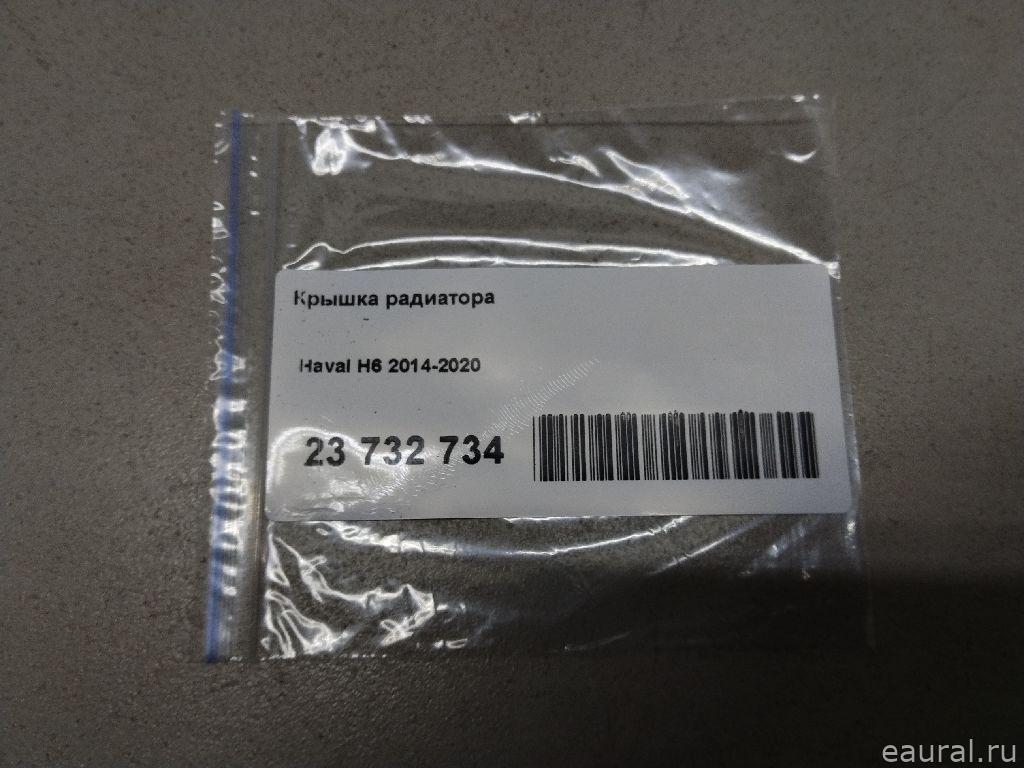 Крышка радиатора
Haval H6 2014-2020
23 732 734
eaural.ru